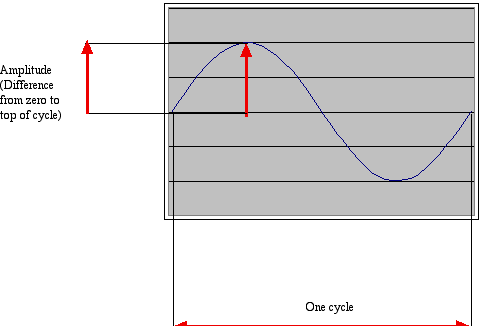 Amplitude
(Difference
from zero to
top of cycle)
One cycle